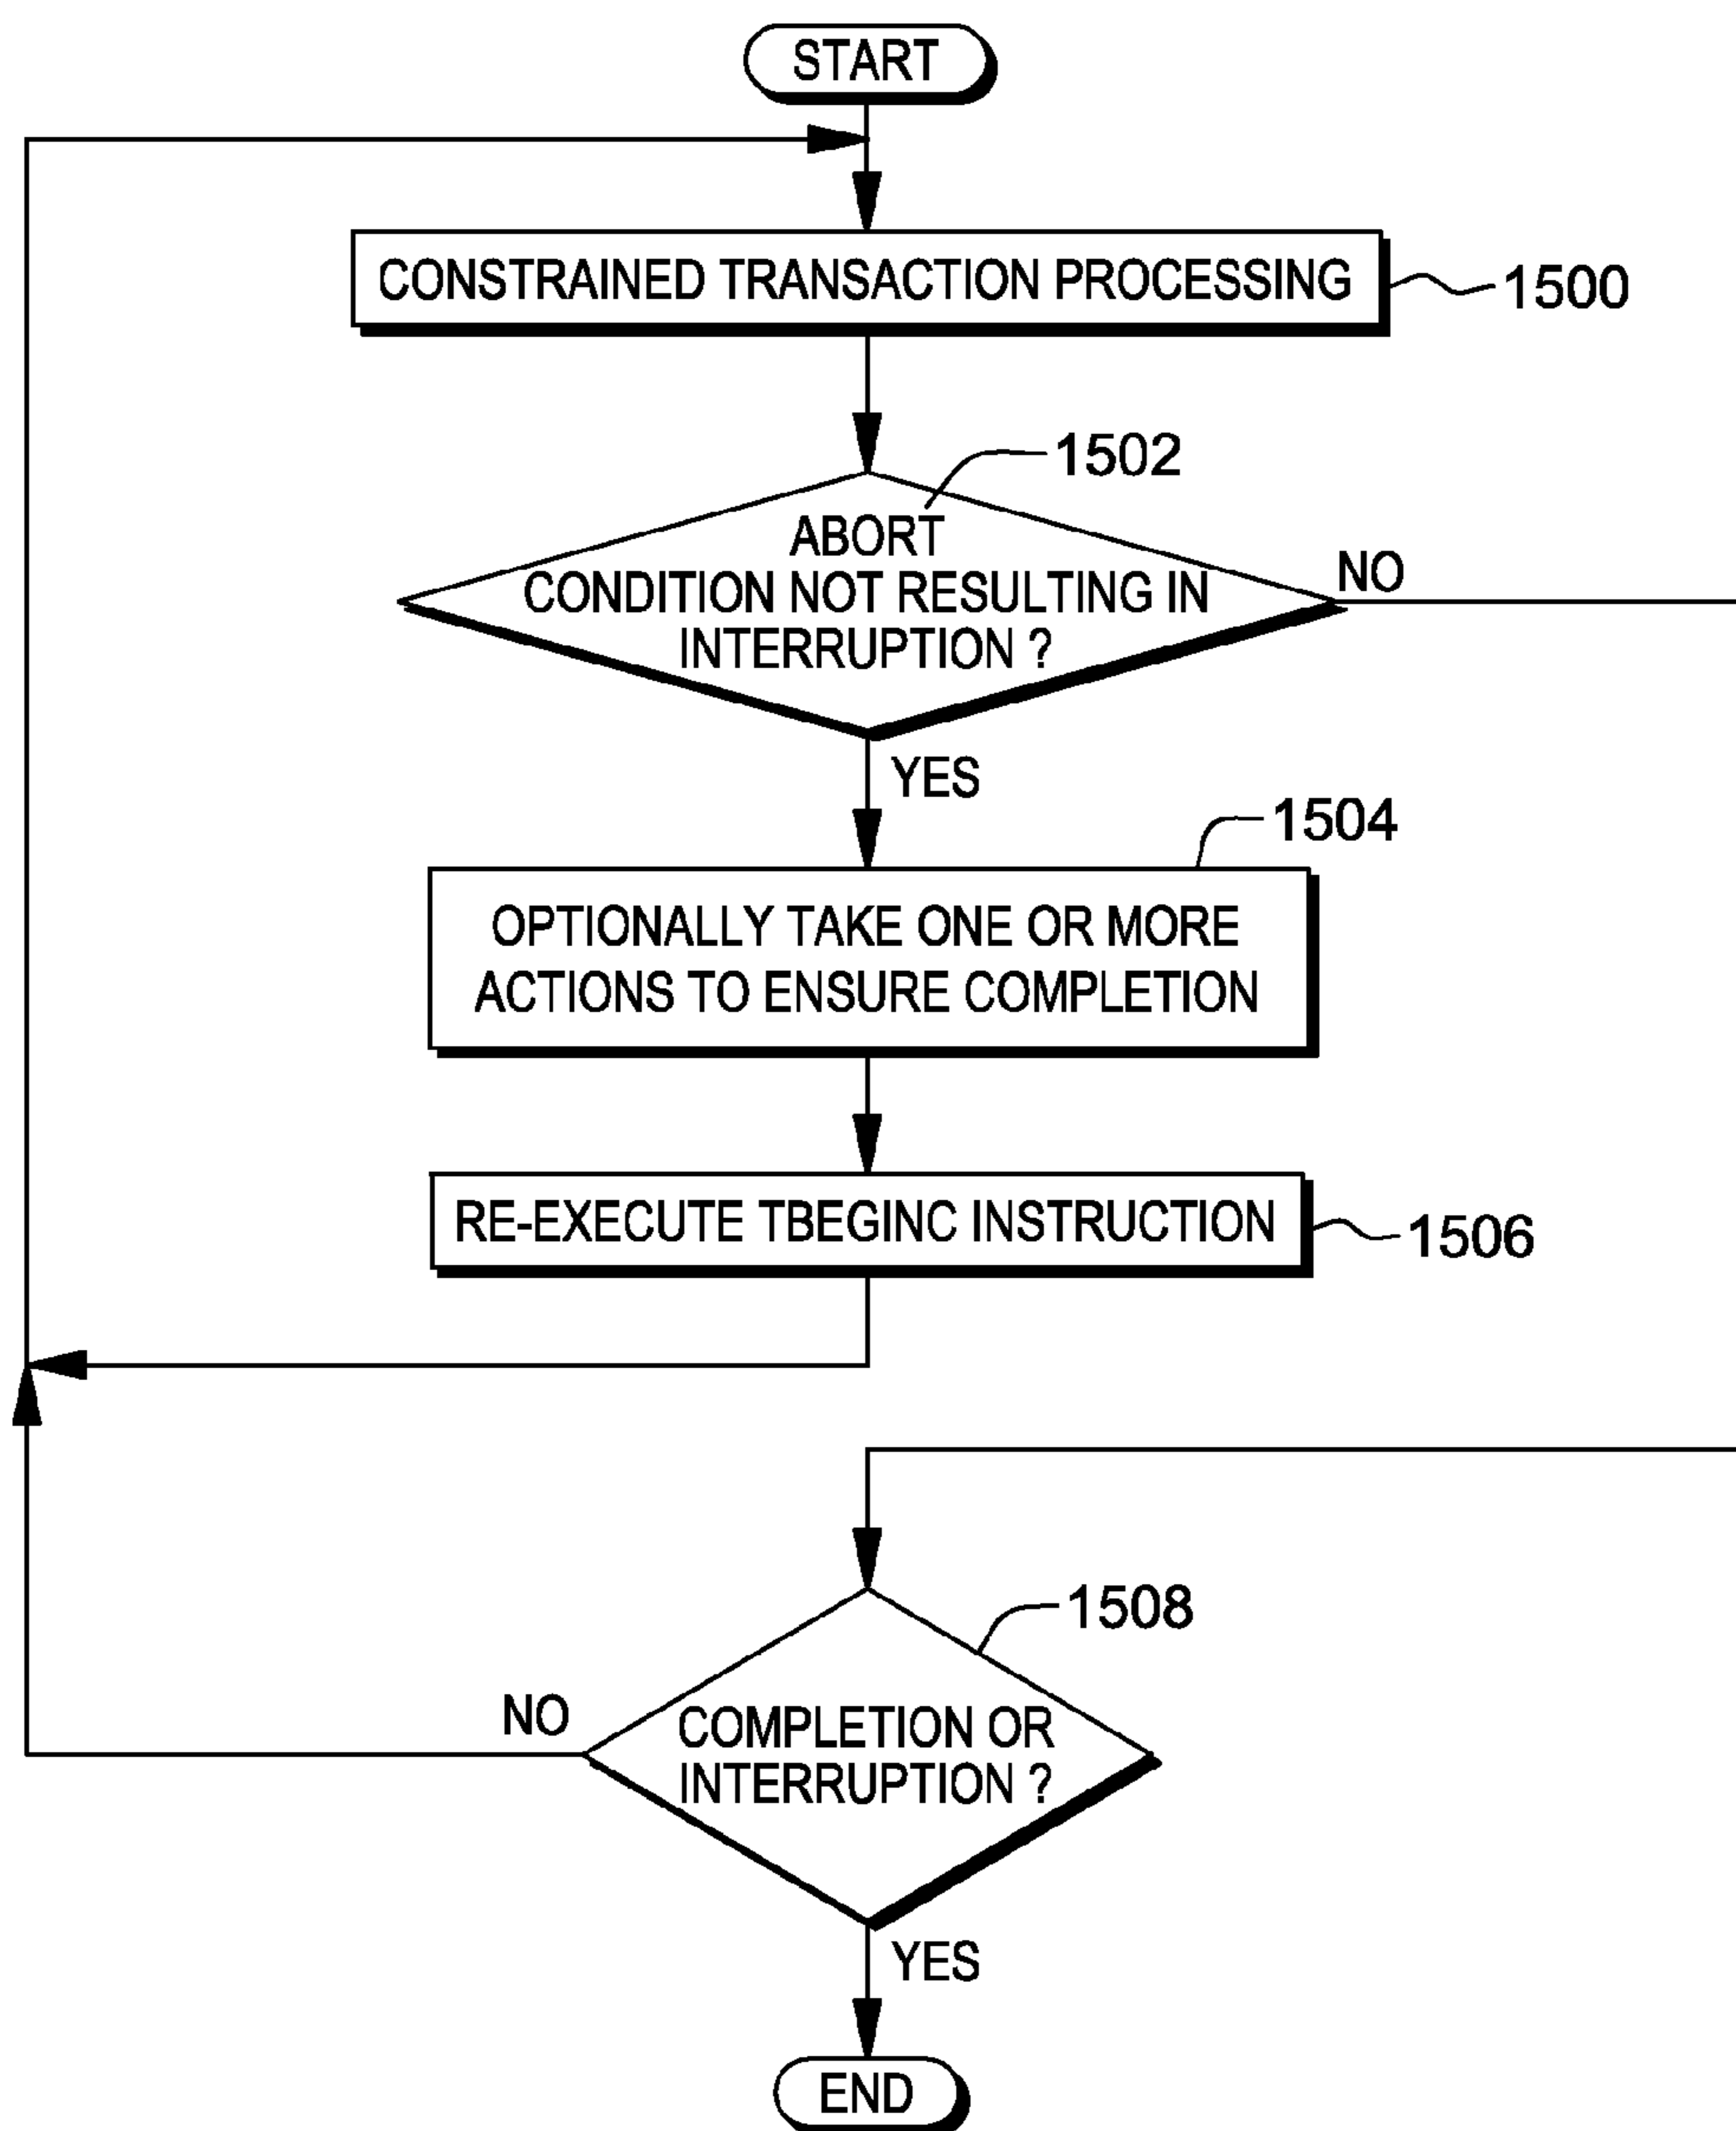 START
CONSTRAINED TRANSACTION PROCESSING
1500
1502
ABORT
CONDITION NOT RESULTING IN
INTERRUPTION ?
NO
YES
1504
OPTIONALLY TAKE ONE OR MORE
ACTIONS TO ENSURE COMPLETION
RE-EXECUTE TBEGINC INSTRUCTION
1506
1508
NO
COMPLETION OR
INTERRUPTION ?
YES
END